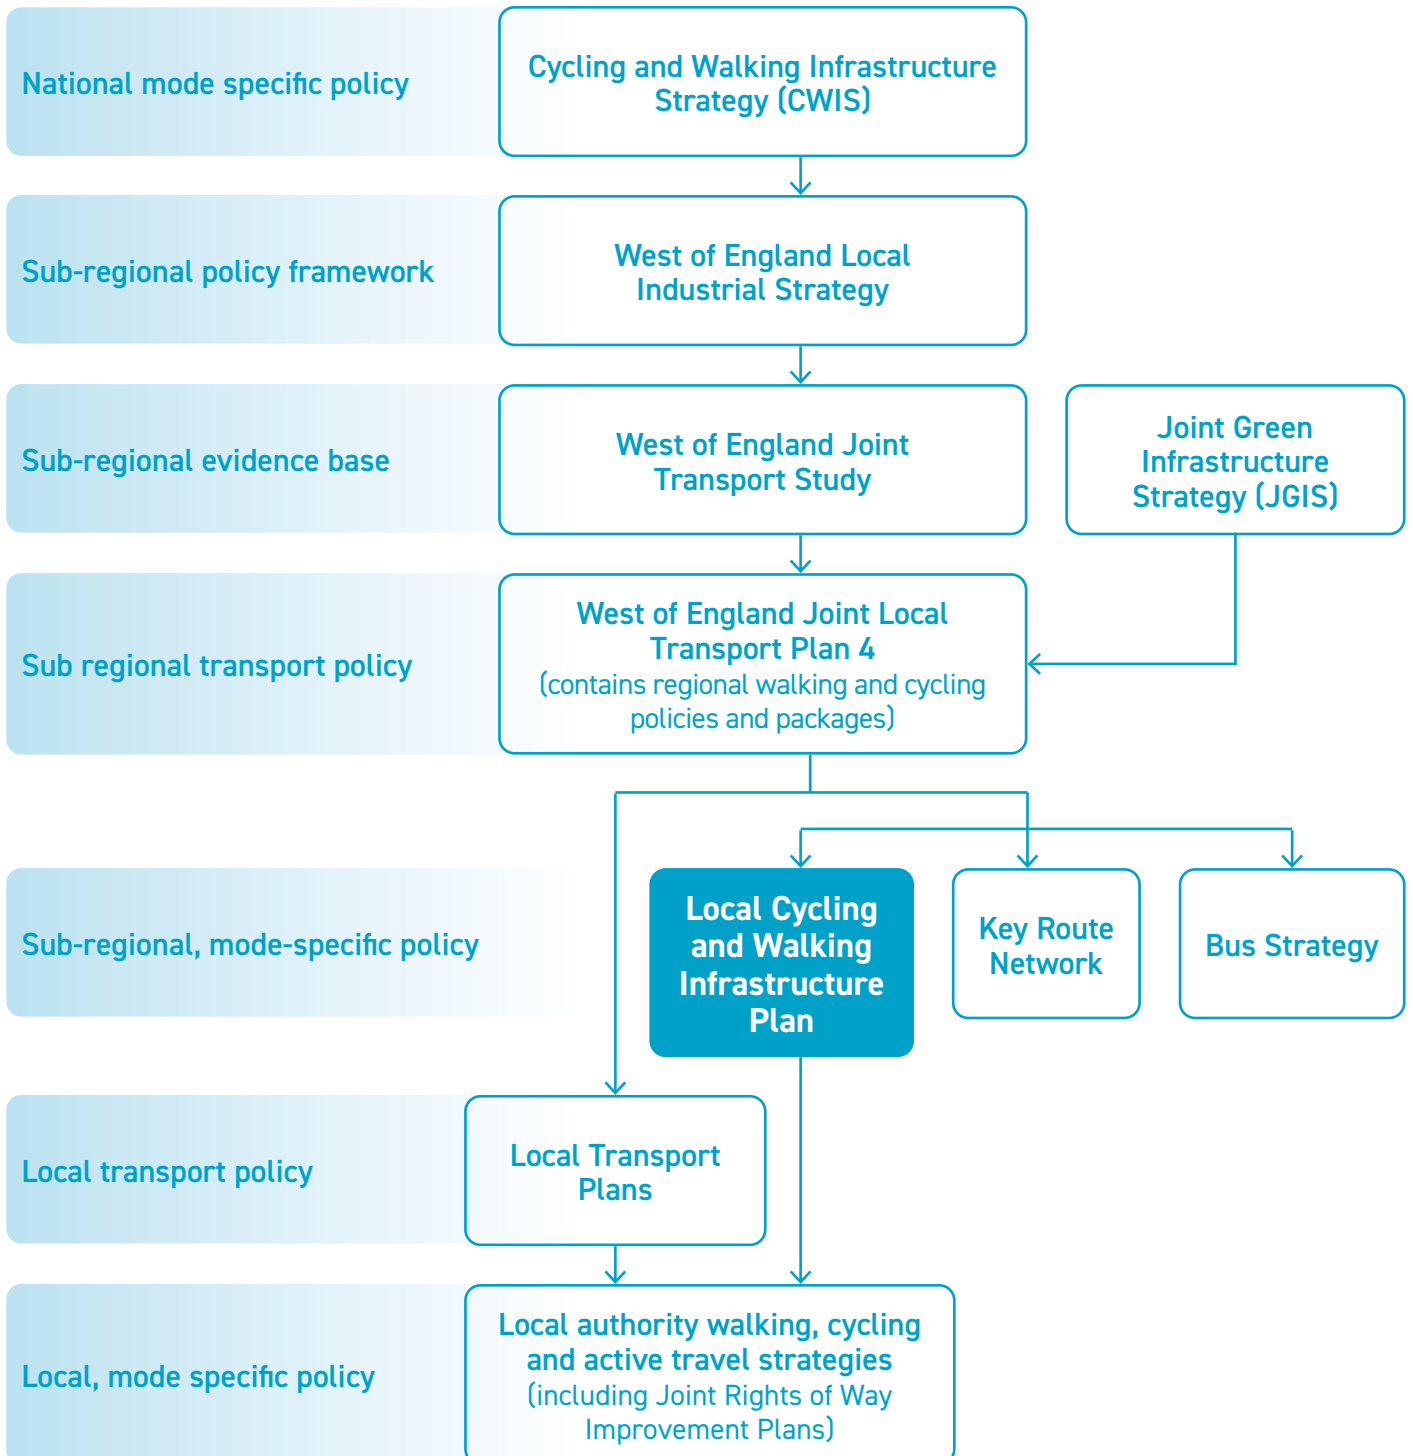 National mode specific policy
Cycling and Walking Infrastructure
Strategy (CWIS)
Sub-regional policy framework
West of England Local
Industrial Strategy
Sub-regional evidence base
West of England Joint
Transport Study
Joint Green
Infrastructure
Strategy (JGIS)
Sub regional transport policy
West of England Joint Local
Transport Plan 4
(contains regional walking and cycling
policies and packages)
Sub-regional, mode-specific policy
Local Cycling
and Walking
Infrastructure
Plan
Key Route
Network
Bus Strategy
Local transport policy
Local Transport
Plans
Local, mode specific policy
Local authority walking, cycling
and active travel strategies
(including Joint Rights of Way
Improvement Plans)